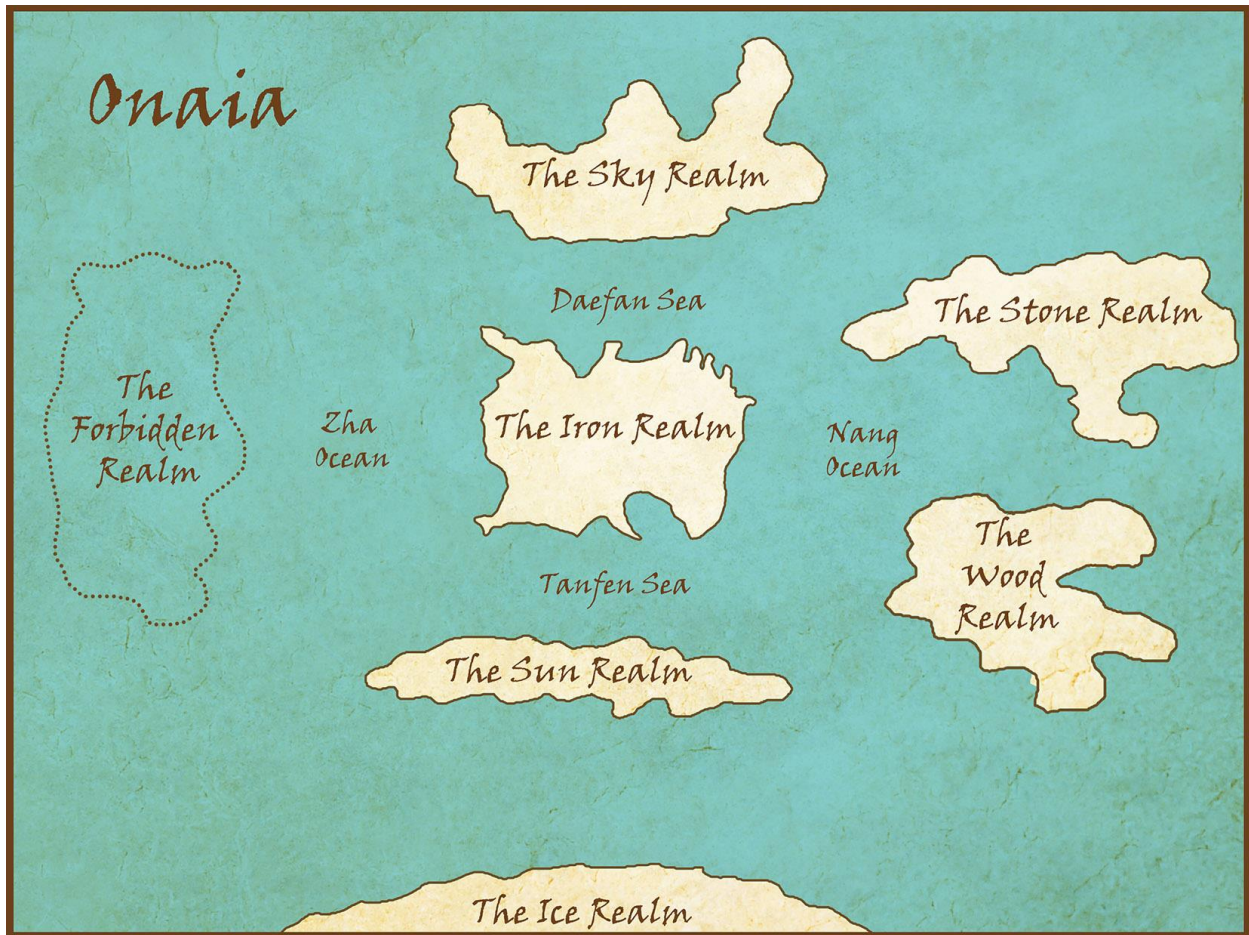 Onaia
The Sky Realm
Daefan Sea
The Stone Realm
The
Forbidden
Realm
Zha
Ocean
The Iron Realm
Nang
Ocean
The
Wood
Realm
Tanfen Sea
The Sun Realm
The Ice Realm